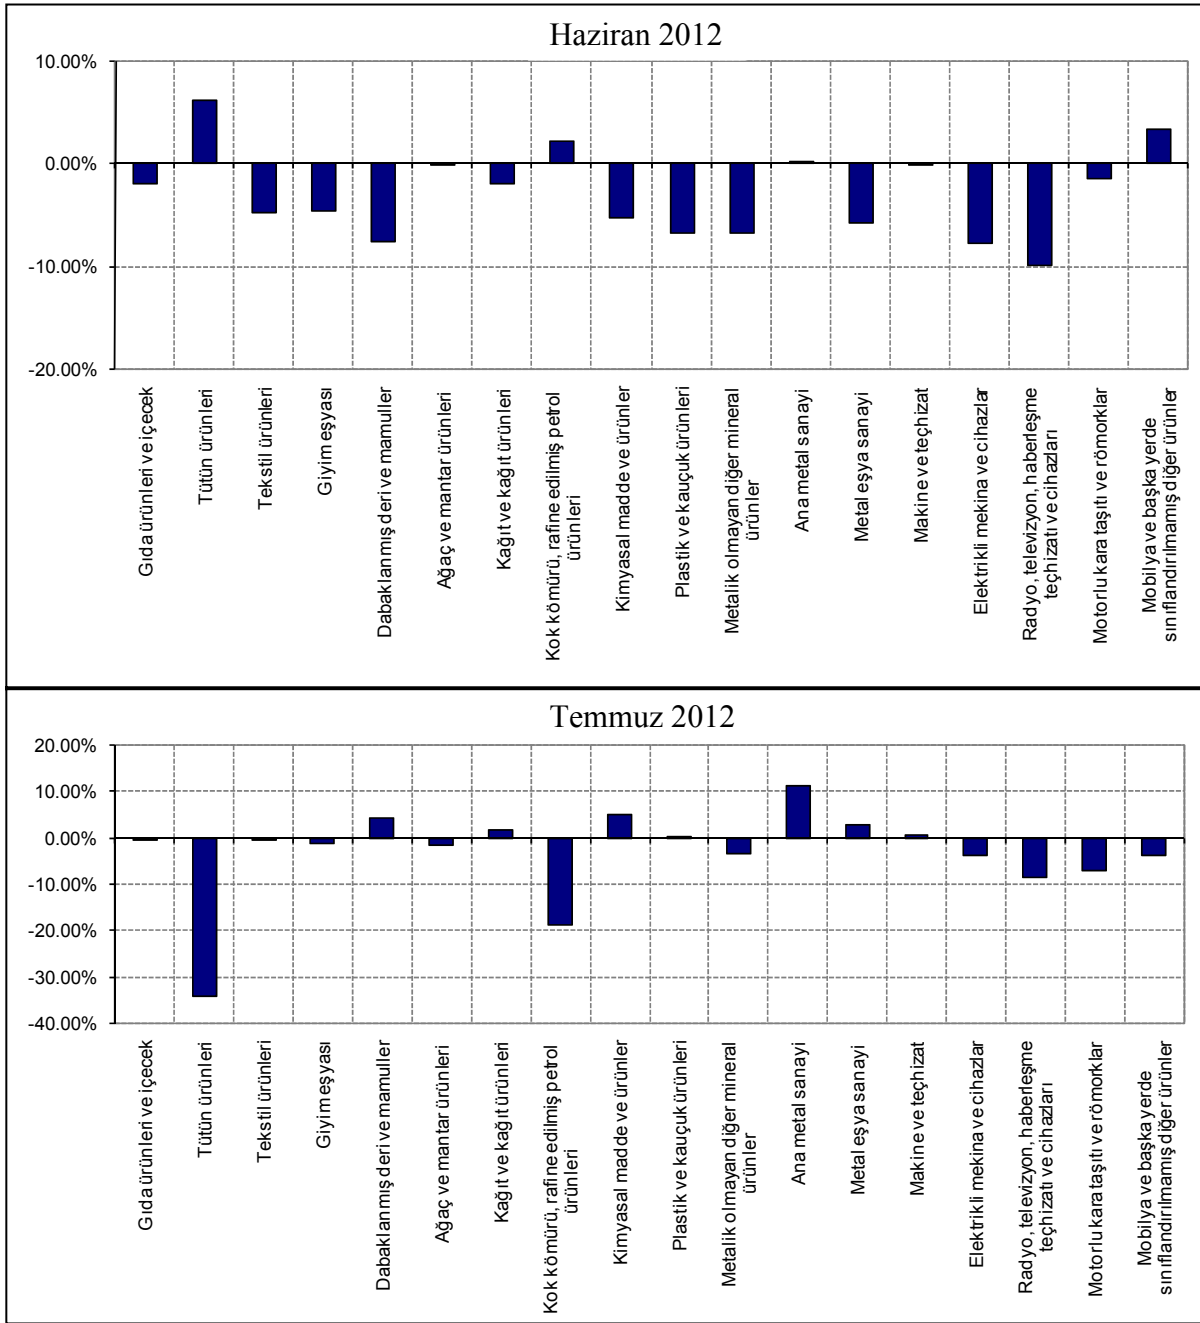 Haziran 2012
10.00%
0.00%
-10.00%
-20.00%
Gıda ürünleri ve içecek
Tütün ürünleri
Tekstil ürünleri
Giyim eşyası
Dabaklanmış deri ve mamuller
Ağaç ve mantar ürünleri
Kağıt ve kağıt ürünleri
Kok kömürü, rafine edilmiş petrol
ürünleri
Kimyasal madde ve ürünler
Plastik ve kauçuk ürünleri
Metalik olmayan diğer mineral
ürünler
Ana metal sanayi
Metal eşya sanayi
Makine ve teçhizat
Elektrikli mekina ve cihazlar
Radyo, televizyon, haberleşme
teçhizatı ve cihazları
Motorlu kara taşıtı ve römorklar
Mobilya ve başka yerde
sınıflandırılmamış diğer ürünler
Temmuz 2012
20.00%
10.00%
0.00%
-10.00%
-20.00%
-30.00%
-40.00%
Gıda ürünleri ve içecek
Tütün ürünleri
Tekstil ürünleri
Giyim eşyası
Dabaklanmış deri ve mamuller
Ağaç ve mantar ürünleri
Kağıt ve kağıt ürünleri
Kok kömürü, rafine edilmiş petrol
ürünleri
Kimyasal madde ve ürünler
Plastik ve kauçuk ürünleri
Metalik olmayan diğer mineral
ürünler
Ana metal sanayi
Metal eşya sanayi
Makine ve teçhizat
Elektrikli mekina ve cihazlar
Radyo, televizyon, haberleşme
teçhizatı ve cihazları
Motorlu kara taşıtı ve römorklar
Mobilya ve başka yerde
sınıflandırılmamış diğer ürünler